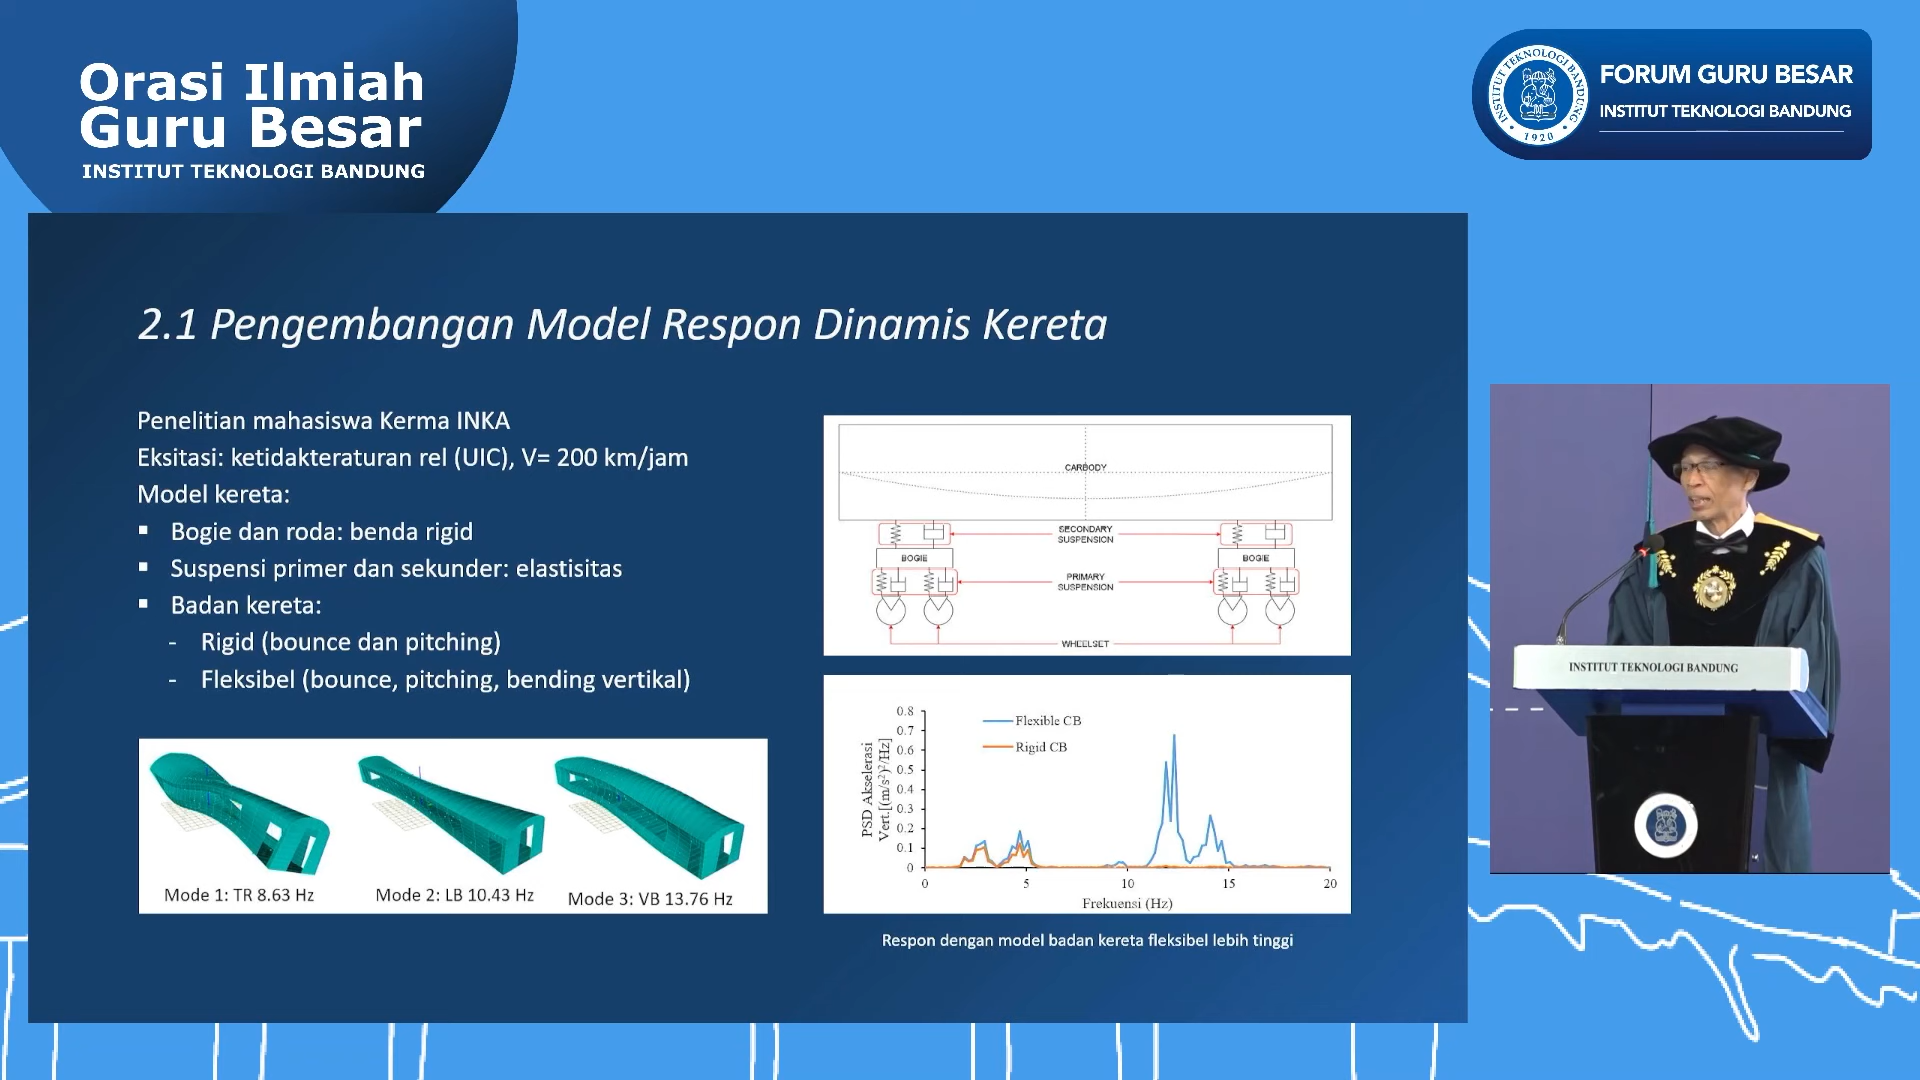 Orasi Ilmiah
Guru Besar
INSTITUT TEKNOLOGI BANDUNG
INSTITUT TEKNOLOGI BANDUNG
1920
FORUM GURU BESAR
INSTITUT TEKNOLOGI BANDUNG
2.1 Pengembangan Model Respon Dinamis Kereta
Penelitian mahasiswa Kerma INKA
Eksitasi: ketidakteraturan rel (UIC), V= 200 km/jam
Model kereta:
▪ Bogie dan roda: benda rigid
▪ Suspensi primer dan sekunder: elastisitas
▪ Badan kereta:
- Rigid (bounce dan pitching)
- Fleksibel (bounce, pitching, bending vertikal)
Mode 1: TR 8.63 Hz
Mode 2: LB 10.43 Hz
Mode 3: VB 13.76 Hz
CARBODY
SECONDARY
SUSPENSION
BOGIE
BOGIE
PRIMARY
SUSPENSION
WHEELSET
PSD Akselerasi
Vert.[(m/s²)²/Hz]
0.8
0.7
0.6
0.5
0.4
0.3
0.2
0.1
0
Flexible CB
Rigid CB
0 5 10 15 20
Frekuensi (Hz)
Respon dengan model badan kereta fleksibel lebih tinggi
INSTITUT TEKNOLOGI BANDUNG